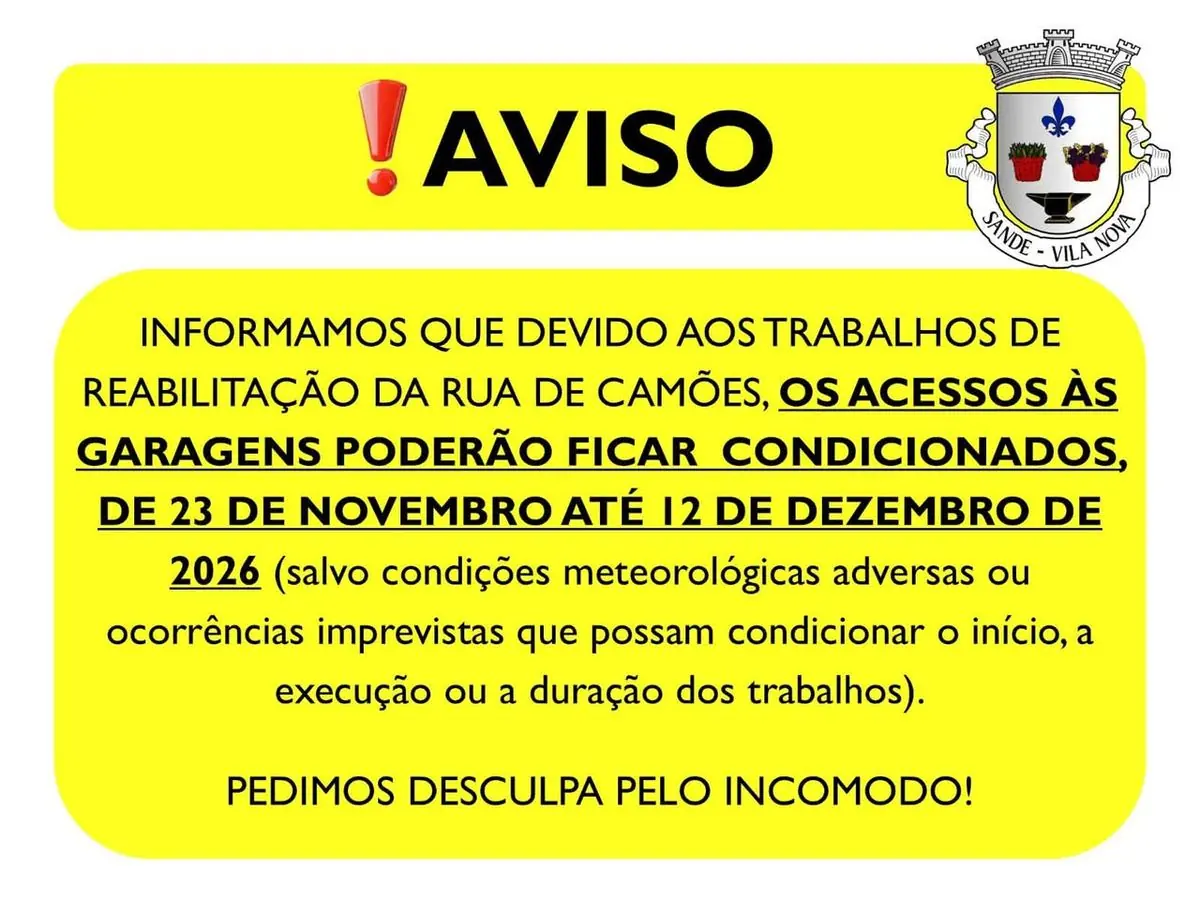 AVISO
SANDE - VILA NOVA
INFORMAMOS QUE DEVIDO AOS TRABALHOS DE
REABILITAÇÃO DA RUA DE CAMÕES, OS ACESSOS ÀS
GARAGENS PODERÃO FICAR CONDICIONADOS,
DE 23 DE NOVEMBRO ATÉ 12 DE DEZEMBRO DE
2026 (salvo condições meteorológicas adversas ou
ocorrências imprevistas que possam condicionar o início, a
execução ou a duração dos trabalhos).
PEDIMOS DESCULPA PELO INCOMODO!